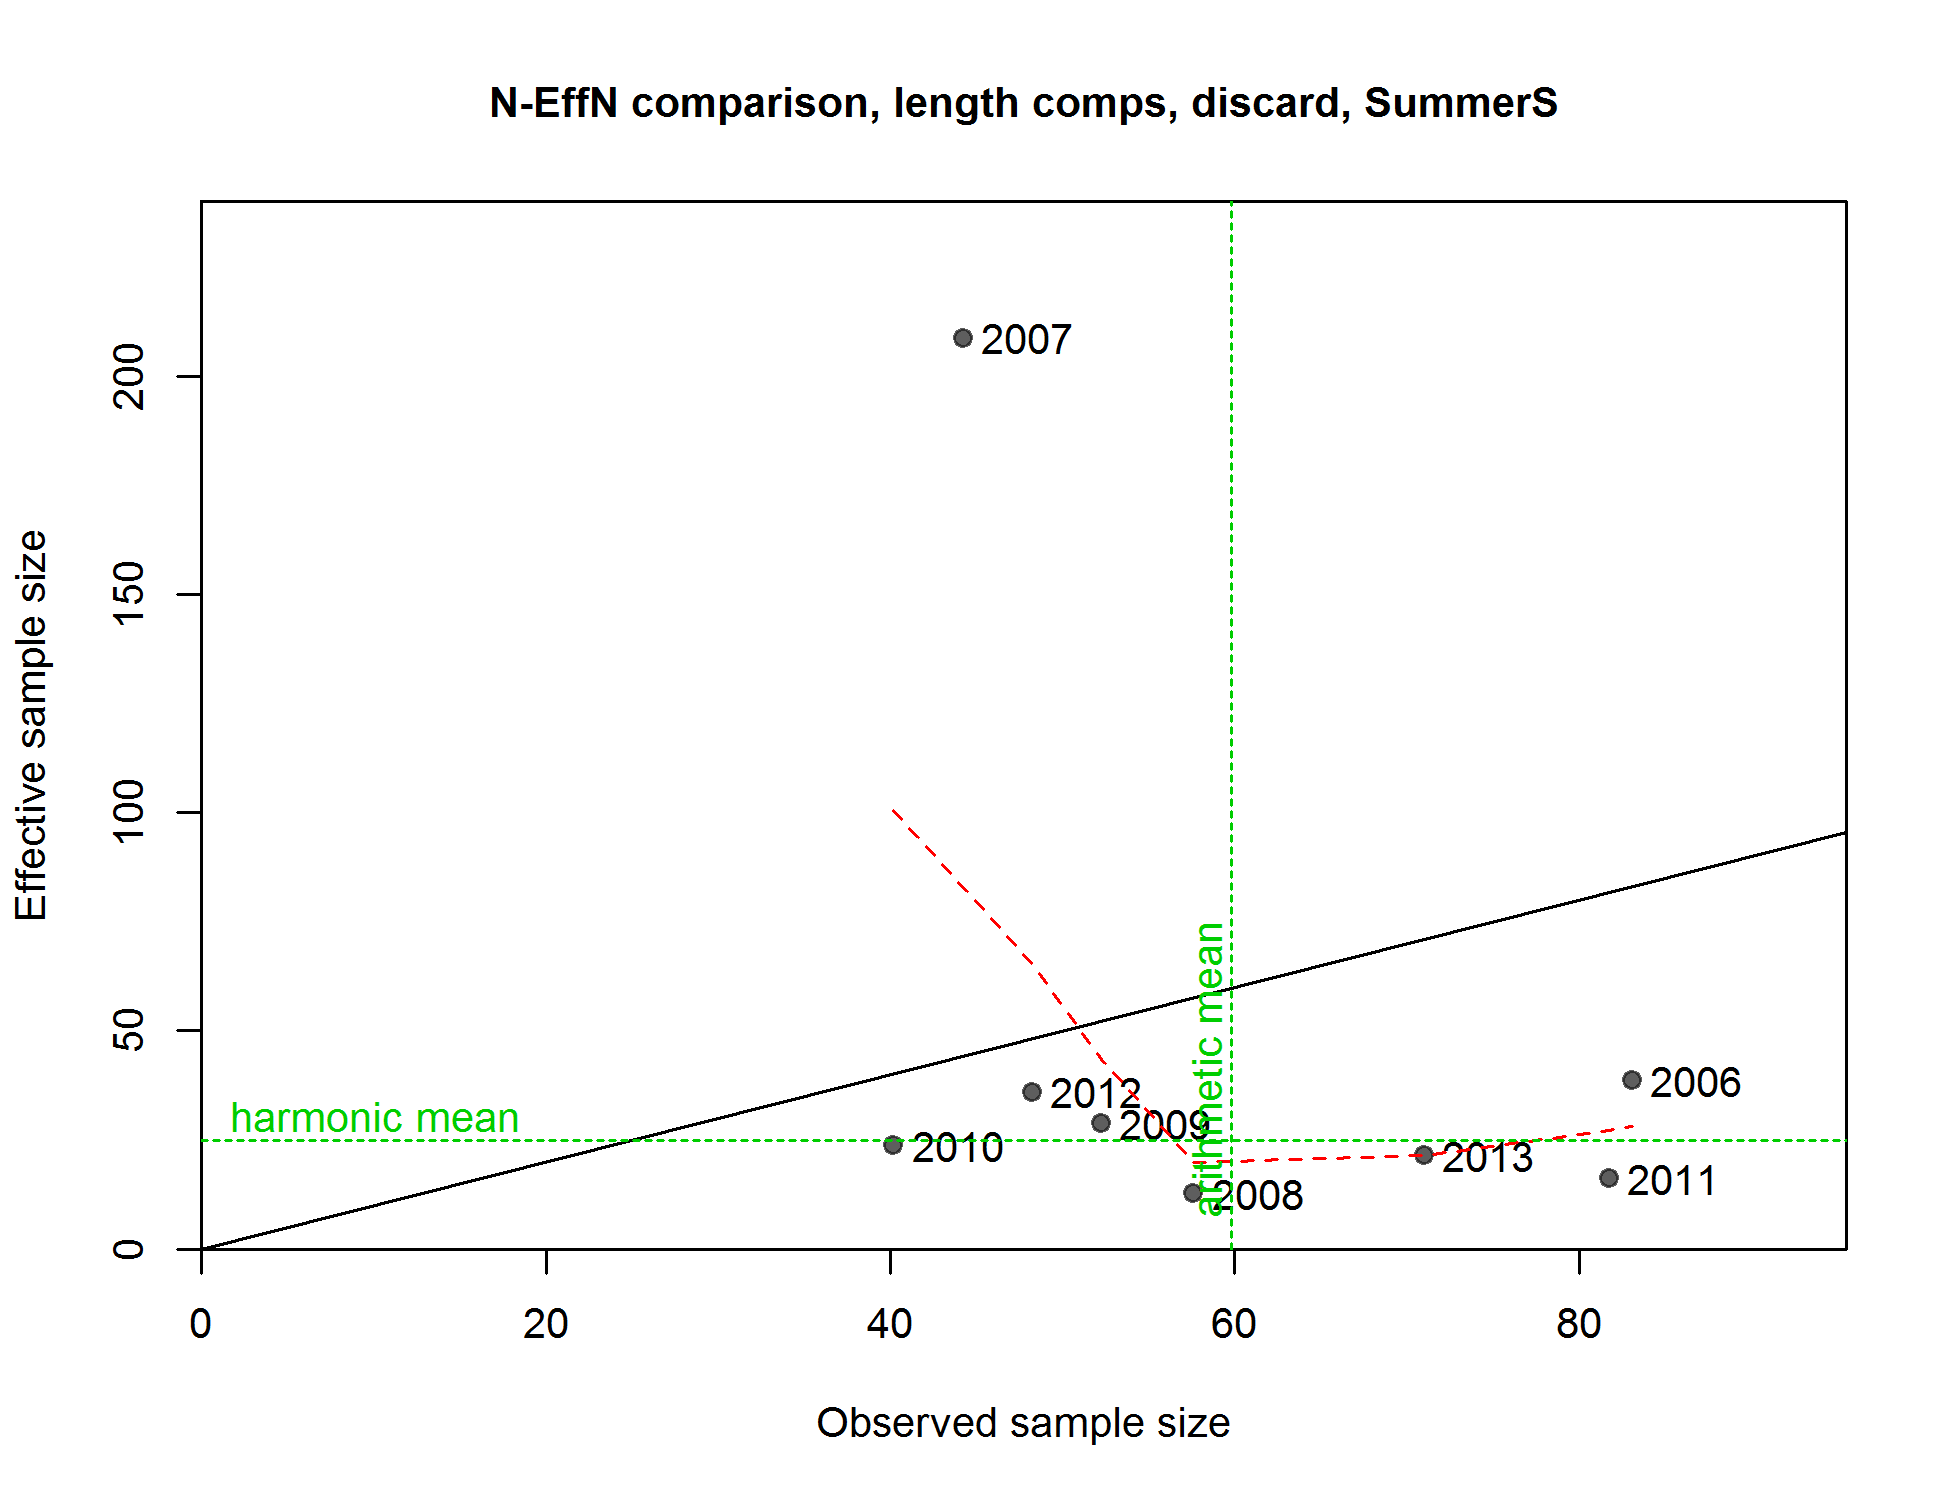 N-EffN comparison, length comps, discard, SummerS
Effective sample size
200
150
100
50
0
2007
2012
2009
2010
2008
2013
2006
2011
harmonic mean
arithmetic mean
0 20 40 60 80
Observed sample size